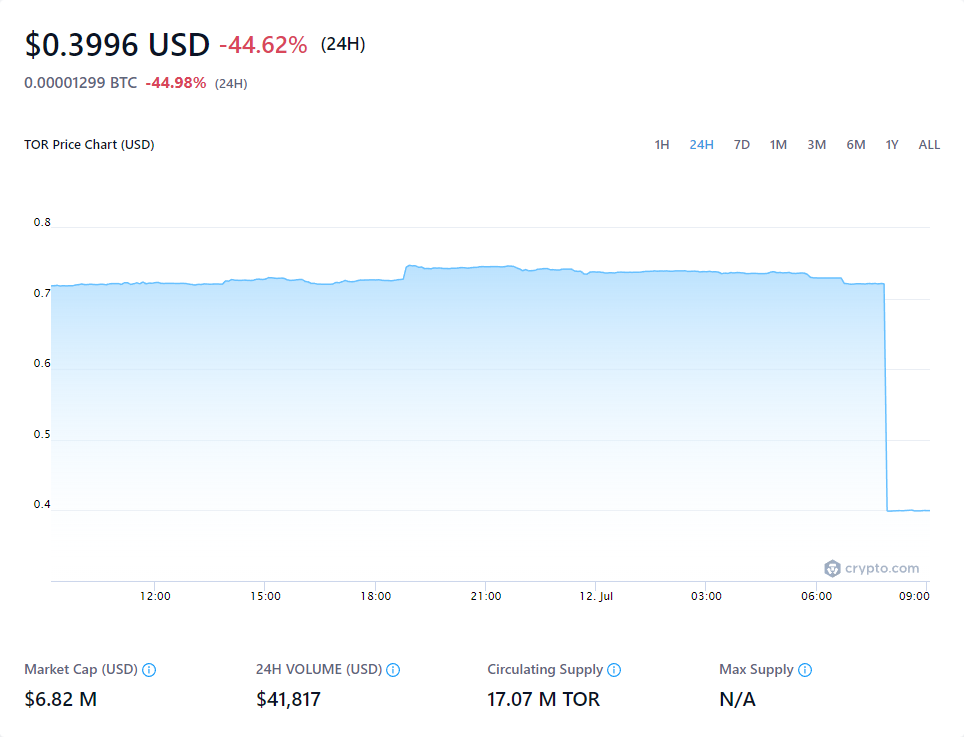 $0.3996 USD -44.62% (24H)
0.00001299 BTC -44.98% (24H)
TOR Price Chart (USD)
1H 24H 7D 1M 3M 6M 1Y ALL
0.8
0.7
0.6
0.5
0.4
crypto.com
12:00 15:00 18:00 21:00 12. Jul 03:00 06:00 09:00
Market Cap (USD) 24H VOLUME (USD) Circulating Supply Max Supply
$6.82 M $41,817 17.07 M TOR N/A